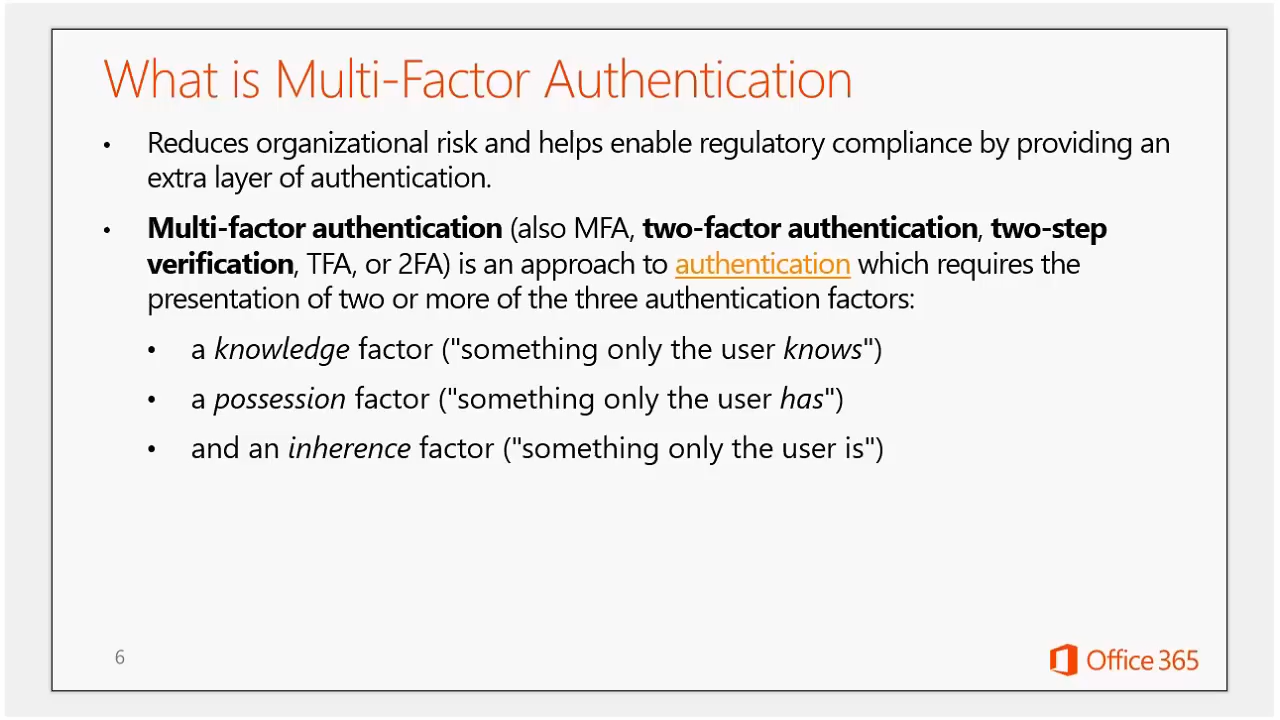 What is Multi-Factor Authentication
• Reduces organizational risk and helps enable regulatory compliance by providing an
extra layer of authentication.
• Multi-factor authentication (also MFA, two-factor authentication, two-step
verification, TFA, or 2FA) is an approach to authentication which requires the
presentation of two or more of the three authentication factors:
• a knowledge factor ("something only the user knows")
• a possession factor ("something only the user has")
• and an inherence factor ("something only the user is")
6
Office 365